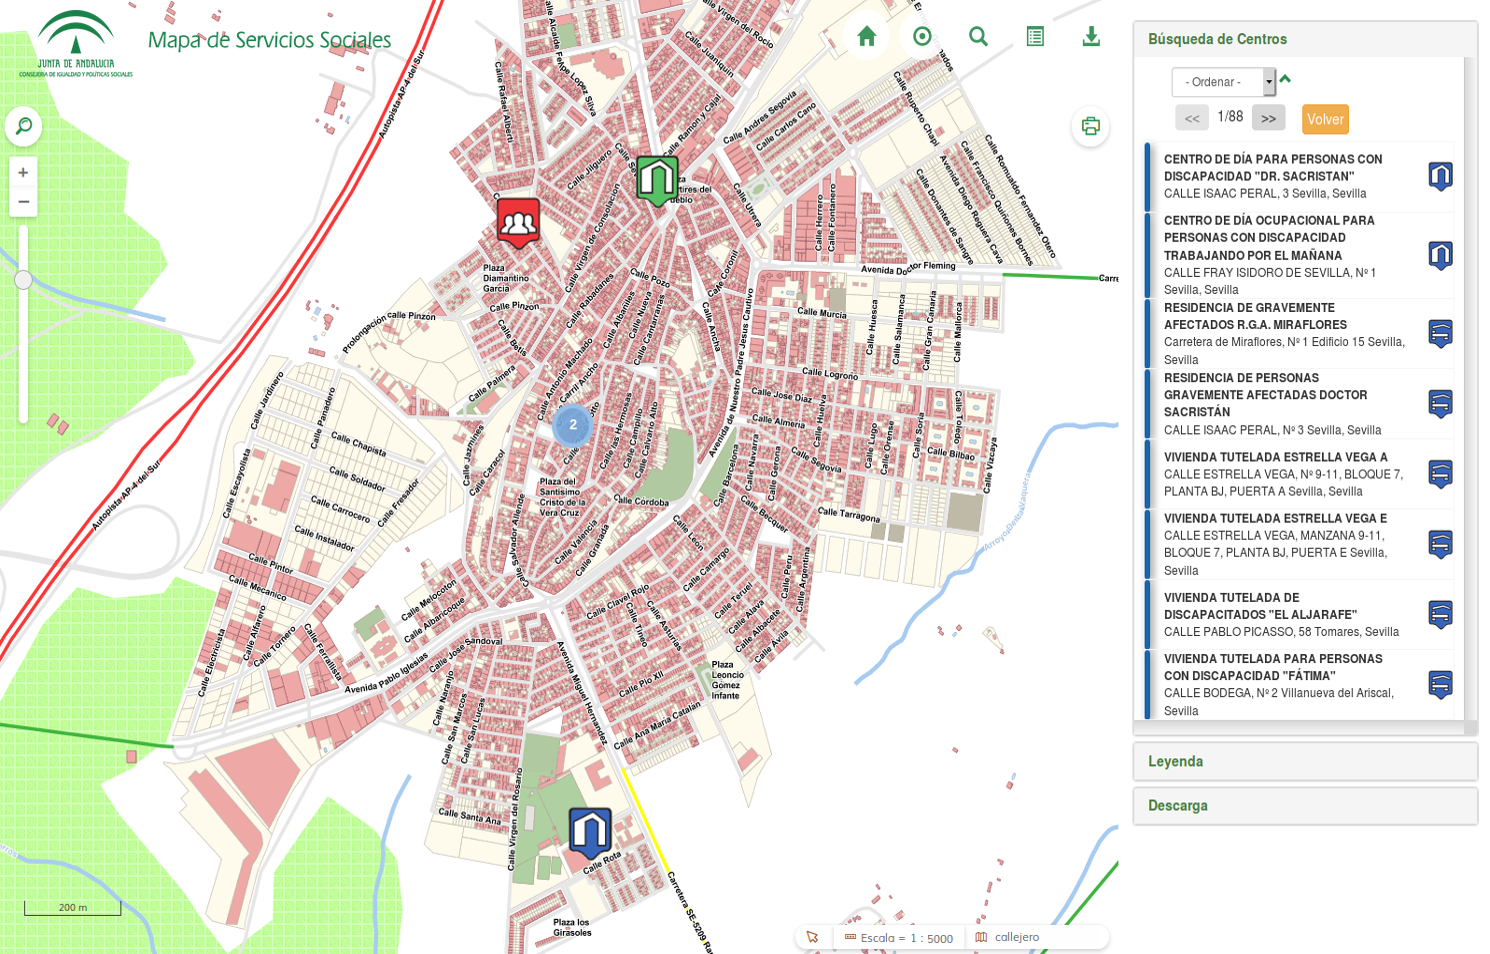 JUNTA DE ANDALUCIA
CONSEJERÍA DE IGUALDAD Y POLÍTICAS SOCIALES
Mapa de Servicios Sociales
+
−
Autopista AP-4 del Sur
Autopista AP-4 del Sur
Calle Alcalde Felipe Lopez Silva
Calle Rafael Alberti
Calle Virgen del Rocio
Calle Juaniquin
Calle Ramon y Cajal
Calle Andres Segovia
Calle Carlos Cano
Calle Ruperto Chapi
Calle Romualdo Fernandez Otero
Calle Francisco Quiñones Bornes
Avenida Diego Reguera Cava
Calle Donantes de Sangre
Calle Jilguero
Calle Utrera
Calle Herrero
Calle Fontanero
Calle Virgen de Consolacion
Avenida Doctor Fleming
Carre
Plaza
Diamantino
Garcia
Calle Pozo
Calle Coronil
Calle Rabadanes
Calle Albaniles
Calle Nueva
Calle Cantarranas
Calle Pinzon
Prolongación calle Pinzon
Calle Betis
Calle Ancha
Avenida de Nuestro Padre Jesus Cautivo
Calle Murcia
Calle Huesca
Calle Salamanca
Calle Gran Canaria
Calle Mallorca
Calle Antonio Machado
Calle Carril Ancho
Calle Palmera
Calle Logroño
Calle Jose Diaz
Calle Almeria
Calle Huelva
Calle Segovia
Calle Lugo
Calle Orense
Calle Soria
Calle Toledo
Calle Bilbao
Calle Vizcaya
Calle Jardinero
Calle Panadero
Calle Chapista
Calle Soldador
Calle Carrocero
Calle Instalador
Calle Fresador
Calle Escayolista
Calle Jazmines
Calle Caracol
2
Calle las Hermosas
Calle Campillo
Calle Calvario Alto
Calle Barcelona
Calle Navarra
Calle Gerona
Plaza del
Santisimo
Cristo de la
Vera Cruz
Calle Córdoba
Calle Becquer
Calle Tarragona
Calle Salvador Allende
Calle Valencia
Calle Granada
Calle León
Calle Camargo
Calle Peru
Calle Argentina
Calle Pintor
Calle Mecanico
Calle Alfarero
Calle Tornero
Calle Ferrallista
Calle Electricista
Calle Melocoton
Calle Albaricoque
Calle Jose Sandoval
Avenida Pablo Iglesias
Calle Clavel Rojo
Calle Tineo
Calle Asturias
Calle Teruel
Calle Alava
Calle Albacete
Calle Avila
Plaza
Leoncio
Gomez
Infante
Avenida Miguel Hernandez
Calle Pio XII
Calle Ana Maria Catalan
Calle Naranjo
Calle San Marcos
Calle San Lucas
Calle Santa Ana
Calle Virgen del Rosario
Calle Rota
Carretera SE-5209
Plaza los
Girasoles
200 m
Escala = 1 : 5000
callejero
Búsqueda de Centros
- Ordenar -
<<
1/88
>>
Volver
CENTRO DE DÍA PARA PERSONAS CON
DISCAPACIDAD "DR. SACRISTAN"
CALLE ISAAC PERAL, 3 Sevilla, Sevilla
CENTRO DE DÍA OCUPACIONAL PARA
PERSONAS CON DISCAPACIDAD
TRABAJANDO POR EL MAÑANA
CALLE FRAY ISIDORO DE SEVILLA, Nº 1
Sevilla, Sevilla
RESIDENCIA DE GRAVEMENTE
AFECTADOS R.G.A. MIRAFLORES
Carretera de Miraflores, Nº 1 Edificio 15 Sevilla,
Sevilla
RESIDENCIA DE PERSONAS
GRAVEMENTE AFECTADAS DOCTOR
SACRISTÁN
CALLE ISAAC PERAL, Nº 3 Sevilla, Sevilla
VIVIENDA TUTELADA ESTRELLA VEGA A
CALLE ESTRELLA VEGA, Nº 9-11, BLOQUE 7,
PLANTA BJ, PUERTA A Sevilla, Sevilla
VIVIENDA TUTELADA ESTRELLA VEGA E
CALLE ESTRELLA VEGA, MANZANA 9-11,
BLOQUE 7, PLANTA BJ, PUERTA E Sevilla,
Sevilla
VIVIENDA TUTELADA DE
DISCAPACITADOS "EL ALJARAFE"
CALLE PABLO PICASSO, 58 Tomares, Sevilla
VIVIENDA TUTELADA PARA PERSONAS
CON DISCAPACIDAD "FÁTIMA"
CALLE BODEGA, Nº 2 Villanueva del Ariscal,
Sevilla
Leyenda
Descarga